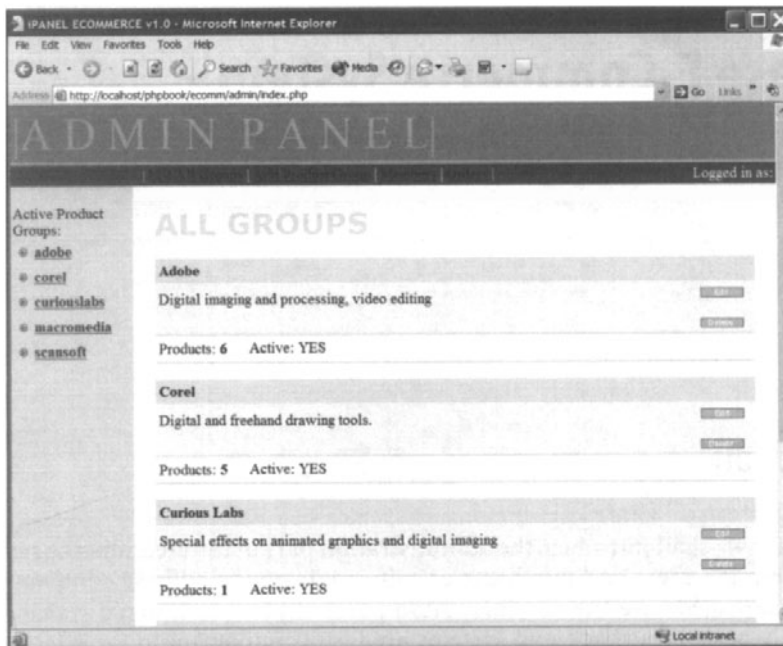 iPANEL ECOMMERCE v1.0 - Microsoft Internet Explorer
File Edit View Favorites Tools Help
Back Search Favorites Media
Address http://localhost/phpbook/ecomm/admin/index.php Go Links
ADMIN PANEL
Logged in as:
Active Product
Groups:
adobe
corel
curiouslabs
macromedia
scansoft
ALL GROUPS
Adobe
Digital imaging and processing, video editing
Edit
Delete
Products: 6 Active: YES
Corel
Digital and freehand drawing tools.
Edit
Delete
Products: 5 Active: YES
Curious Labs
Special effects on animated graphics and digital imaging
Edit
Delete
Products: 1 Active: YES
Local intranet